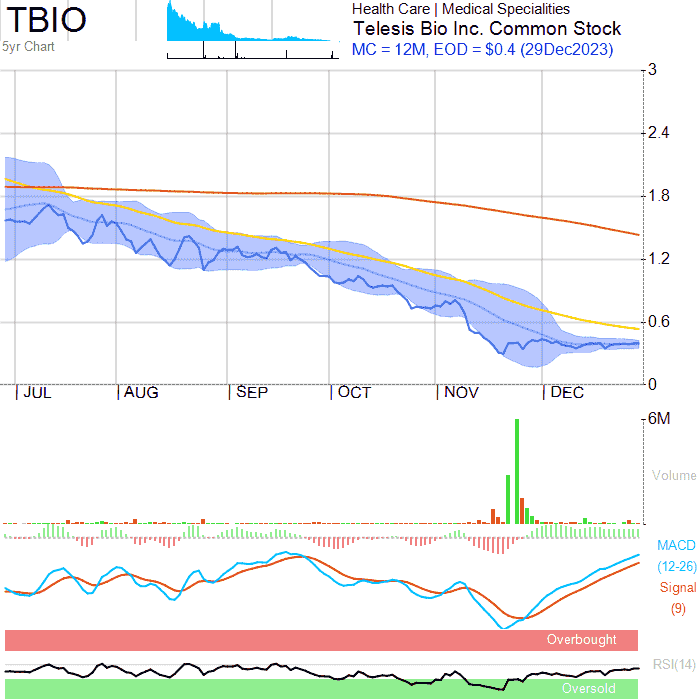 TBIO
5yr Chart
Health Care | Medical Specialities
Telesis Bio Inc. Common Stock
MC = 12M, EOD = $0.4 (29Dec2023)
3
2.4
1.8
1.2
0.6
0
| JUL | AUG | SEP | OCT | NOV | DEC
6M
Volume
MACD
(12-26)
Signal
(9)
Overbought
RSI(14)
Oversold